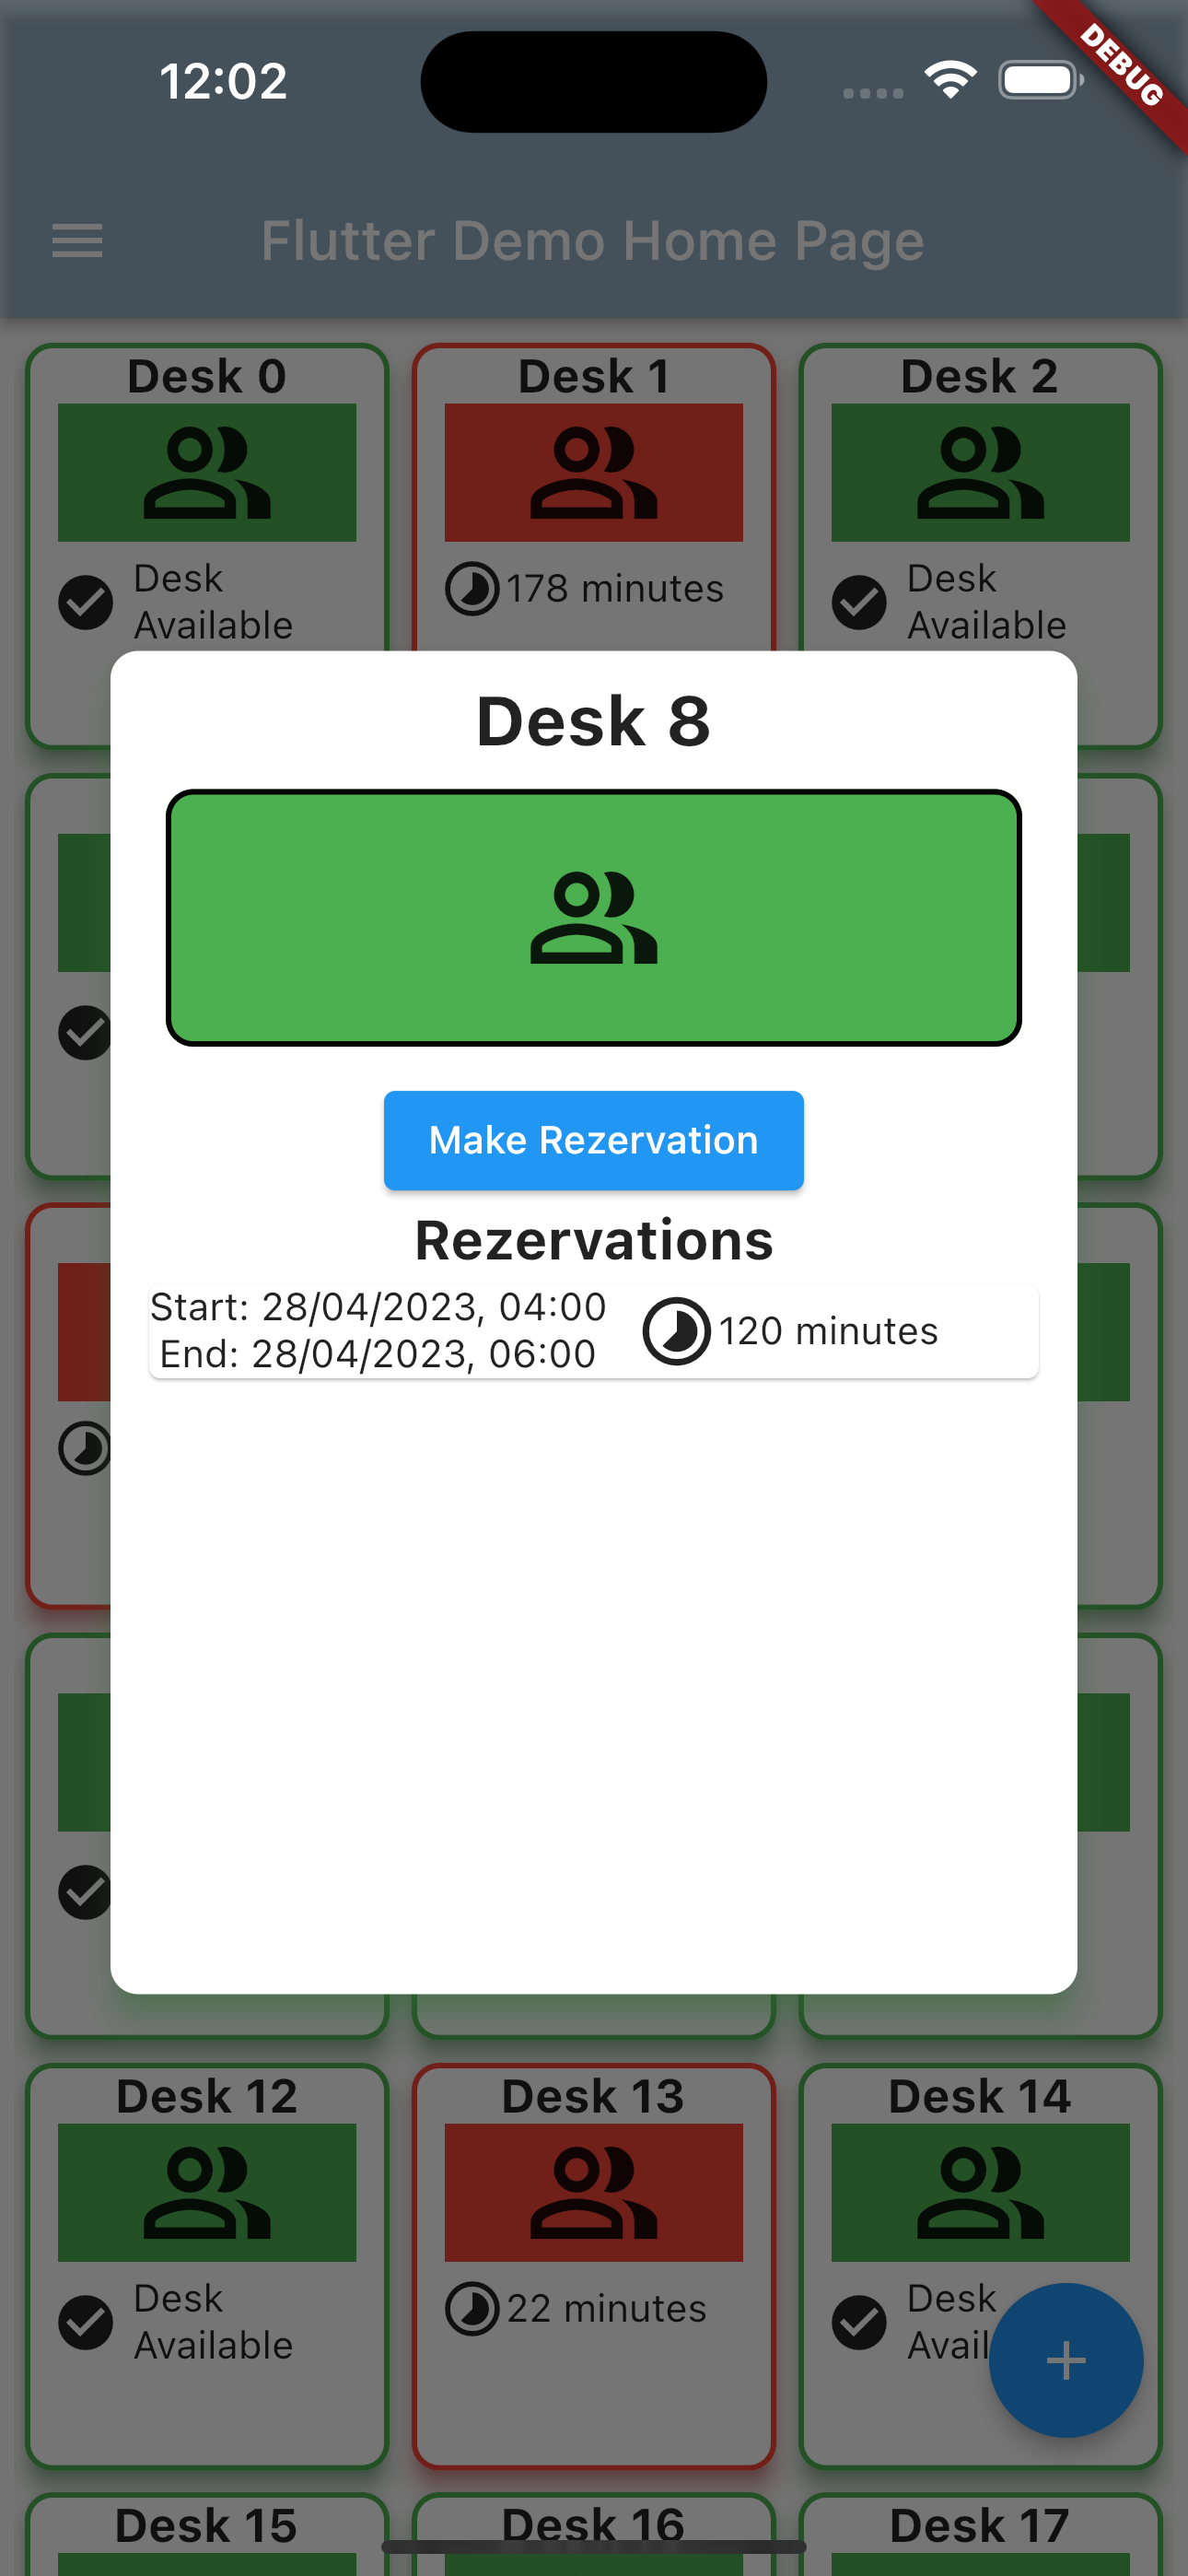 12:02
DEBUG
Flutter Demo Home Page
Desk 0
Desk 1
Desk 2
Desk
Available
178 minutes
Desk
Available
Desk 8
Make Rezervation
Rezervations
Start: 28/04/2023, 04:00
End: 28/04/2023, 06:00
120 minutes
Desk 12
Desk 13
Desk 14
Desk
Available
22 minutes
Desk
Avail
Desk 15
Desk 16
Desk 17